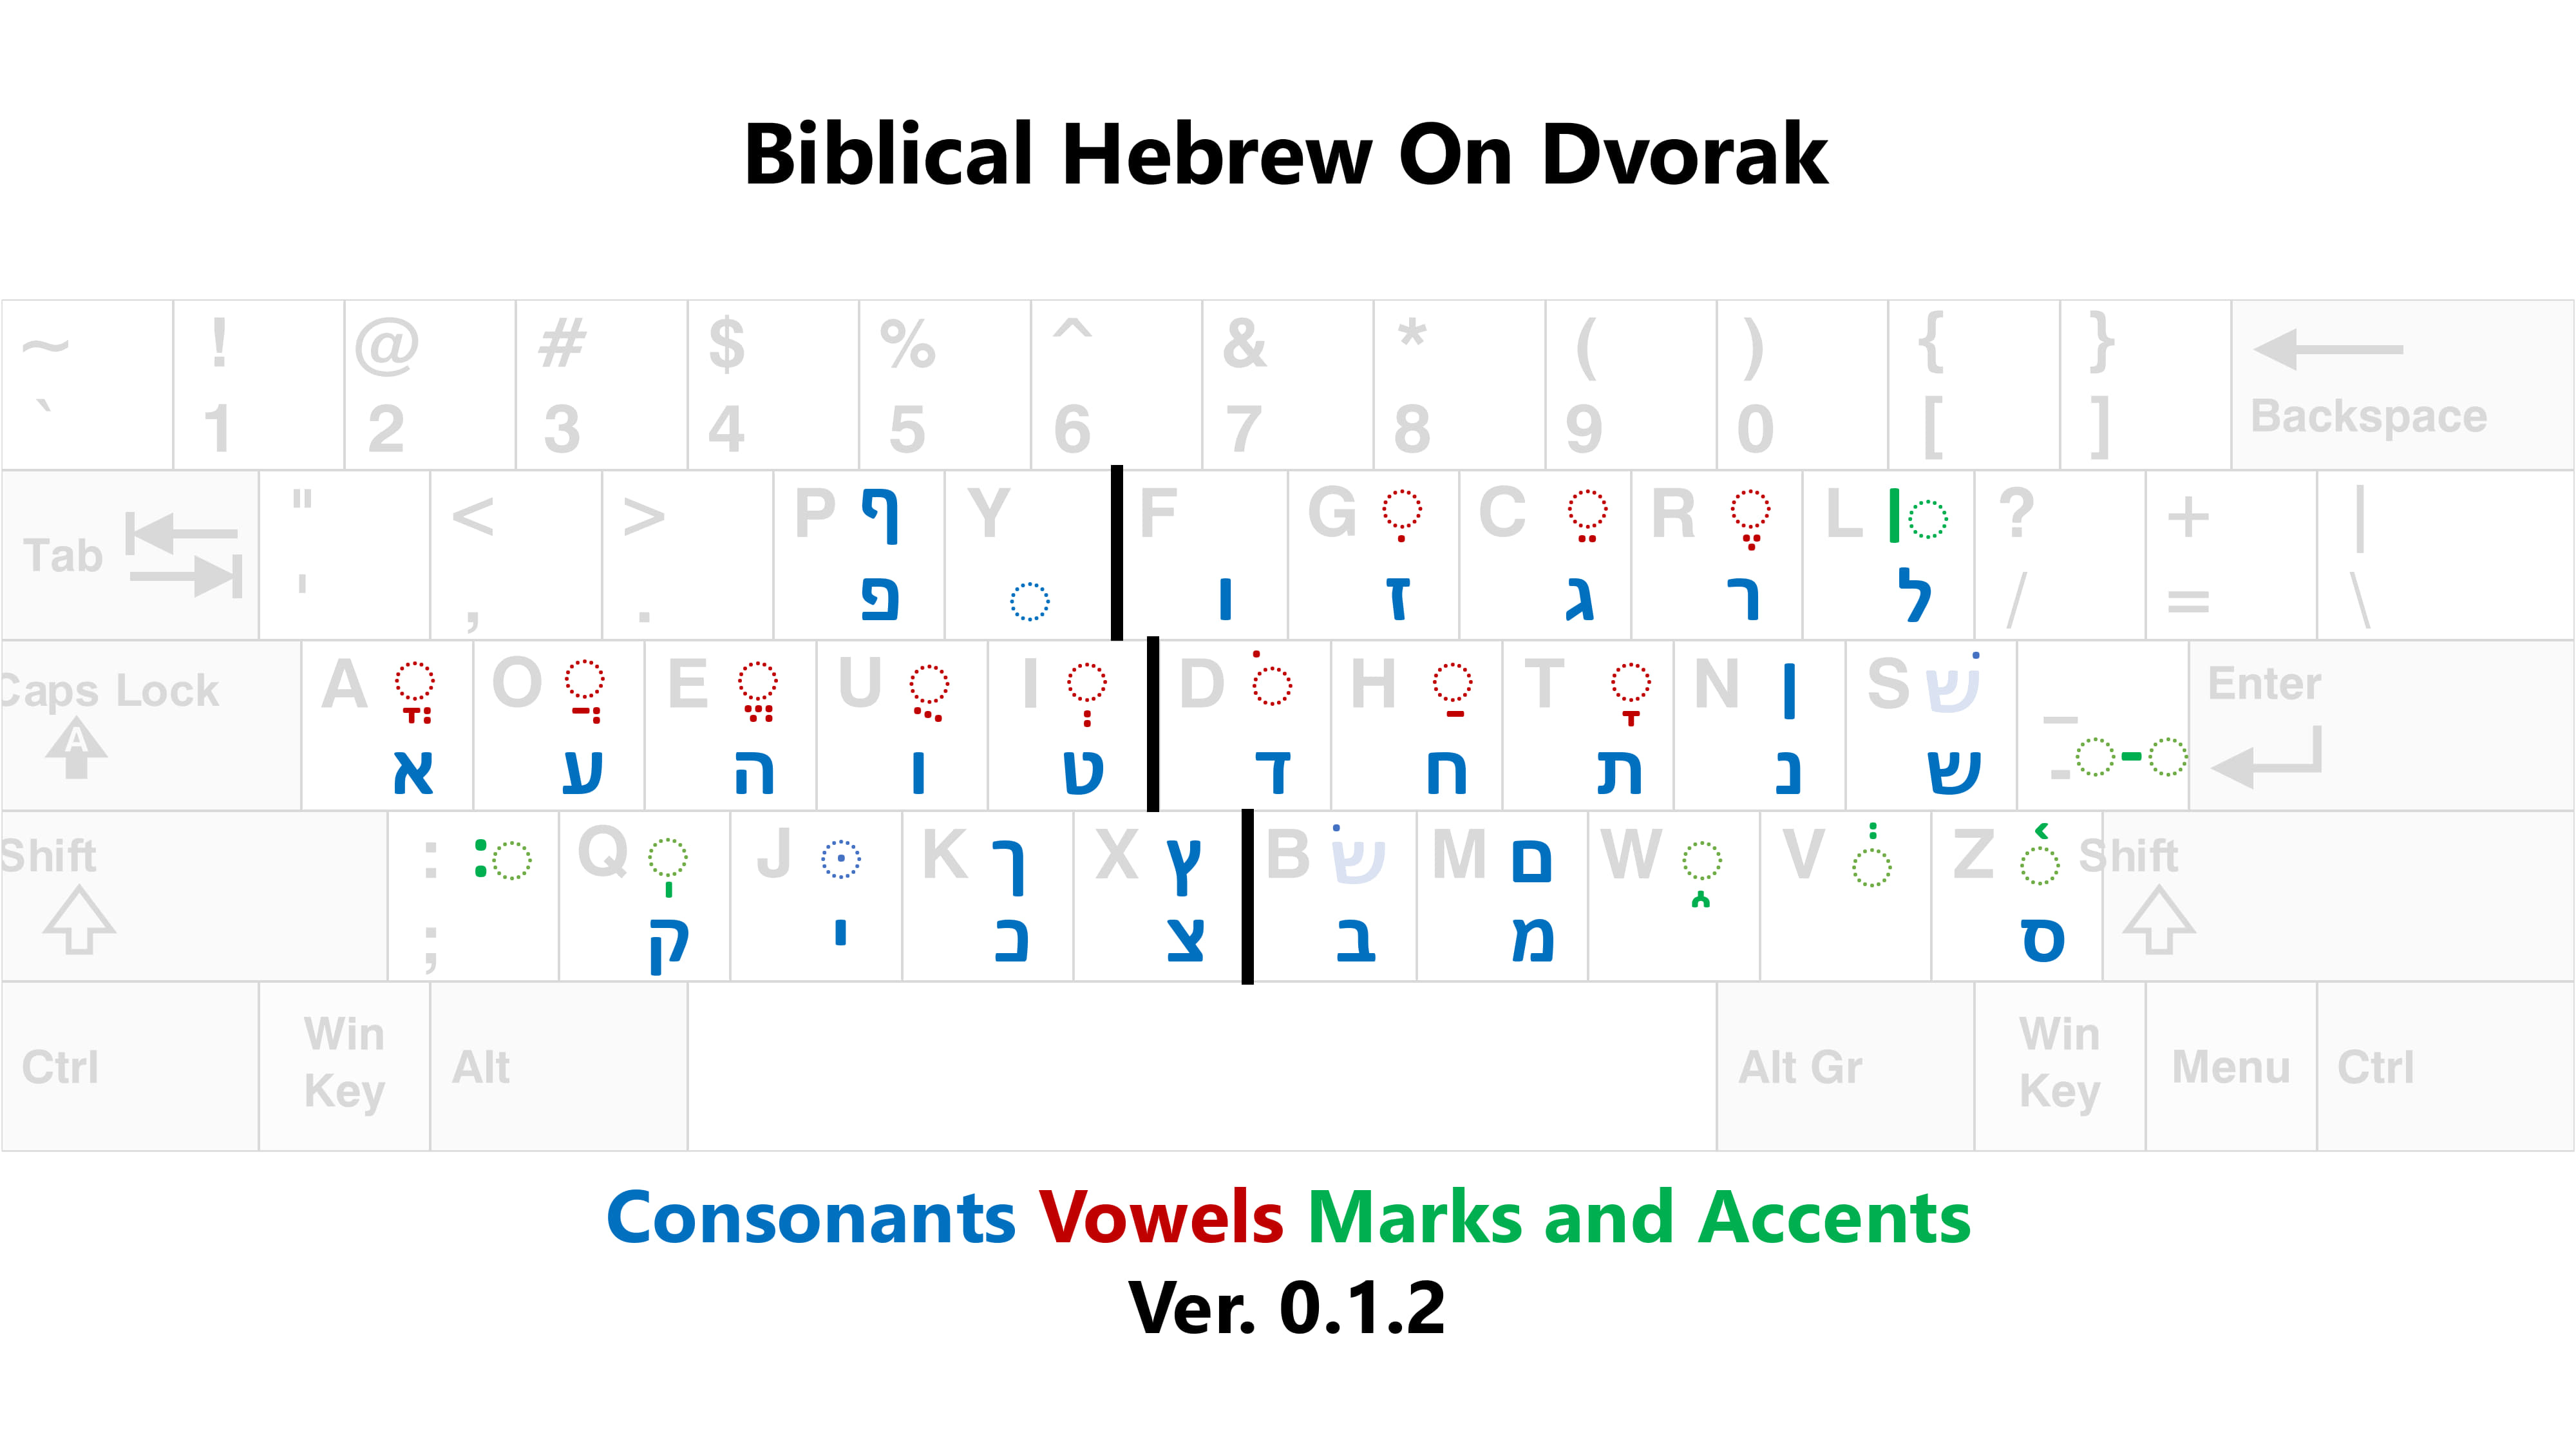 Biblical Hebrew On Dvorak
~ ! @ # $ % ^ & * ( ) { }
` 1 2 3 4 5 6 7 8 9 0 [ ] Backspace
Tab " < > P ף Y F G ◌ִ C ◌ֵ R ◌ֶ L ◌׀ ? + |
' , . פ ◌ ו ז ג ר ל / = \
Caps Lock A ◌ֳ O ◌ֲ E ◌ֱ U ◌ֻ I ◌ְ D ◌ֹ H ◌ַ T ◌ָ N ן S שׁ _ Enter
A א ע ה ו ט ד ח ת נ ש - ◌-◌
Shift : ◌׃ Q ◌ֽ J ◌ּ K ך X ץ B שׂ M ם W ◌֑ V ◌֔ Z ◌֫ Shift
; ק י כ צ ב מ ס
Ctrl Win Key Alt Alt Gr Win Key Menu Ctrl
Consonants Vowels Marks and Accents
Ver. 0.1.2